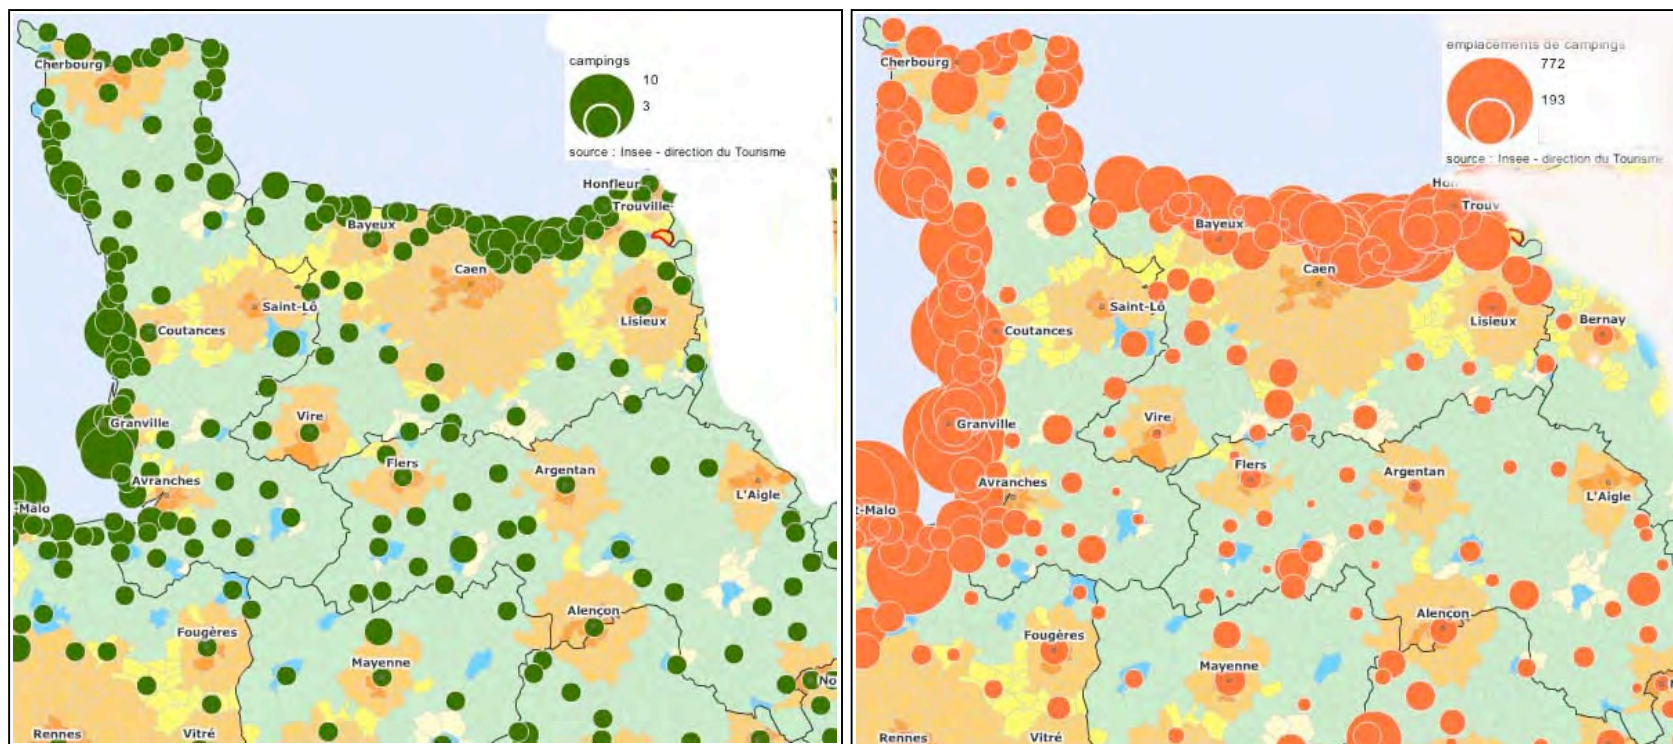 campings
10
3
source : Insee - direction du Tourisme
Cherbourg
Honfleur
Trouville
Bayeux
Caen
Saint-Lô
Coutances
Lisieux
Vire
Granville
Flers
Argentan
Avranches
L'Aigle
-Malo
Alençon
Fougères
Mayenne
No
Rennes
Vitré
emplacements de campings
772
193
source : Insee - direction du Tourisme
Cherbourg
Hon
Trouv
Bayeux
Caen
Saint-Lô
Coutances
Lisieux
Bernay
Vire
Granville
Flers
Argentan
Avranches
L'Aigle
t-Malo
Alençon
Fougères
Mayenne
Rennes
Vitré